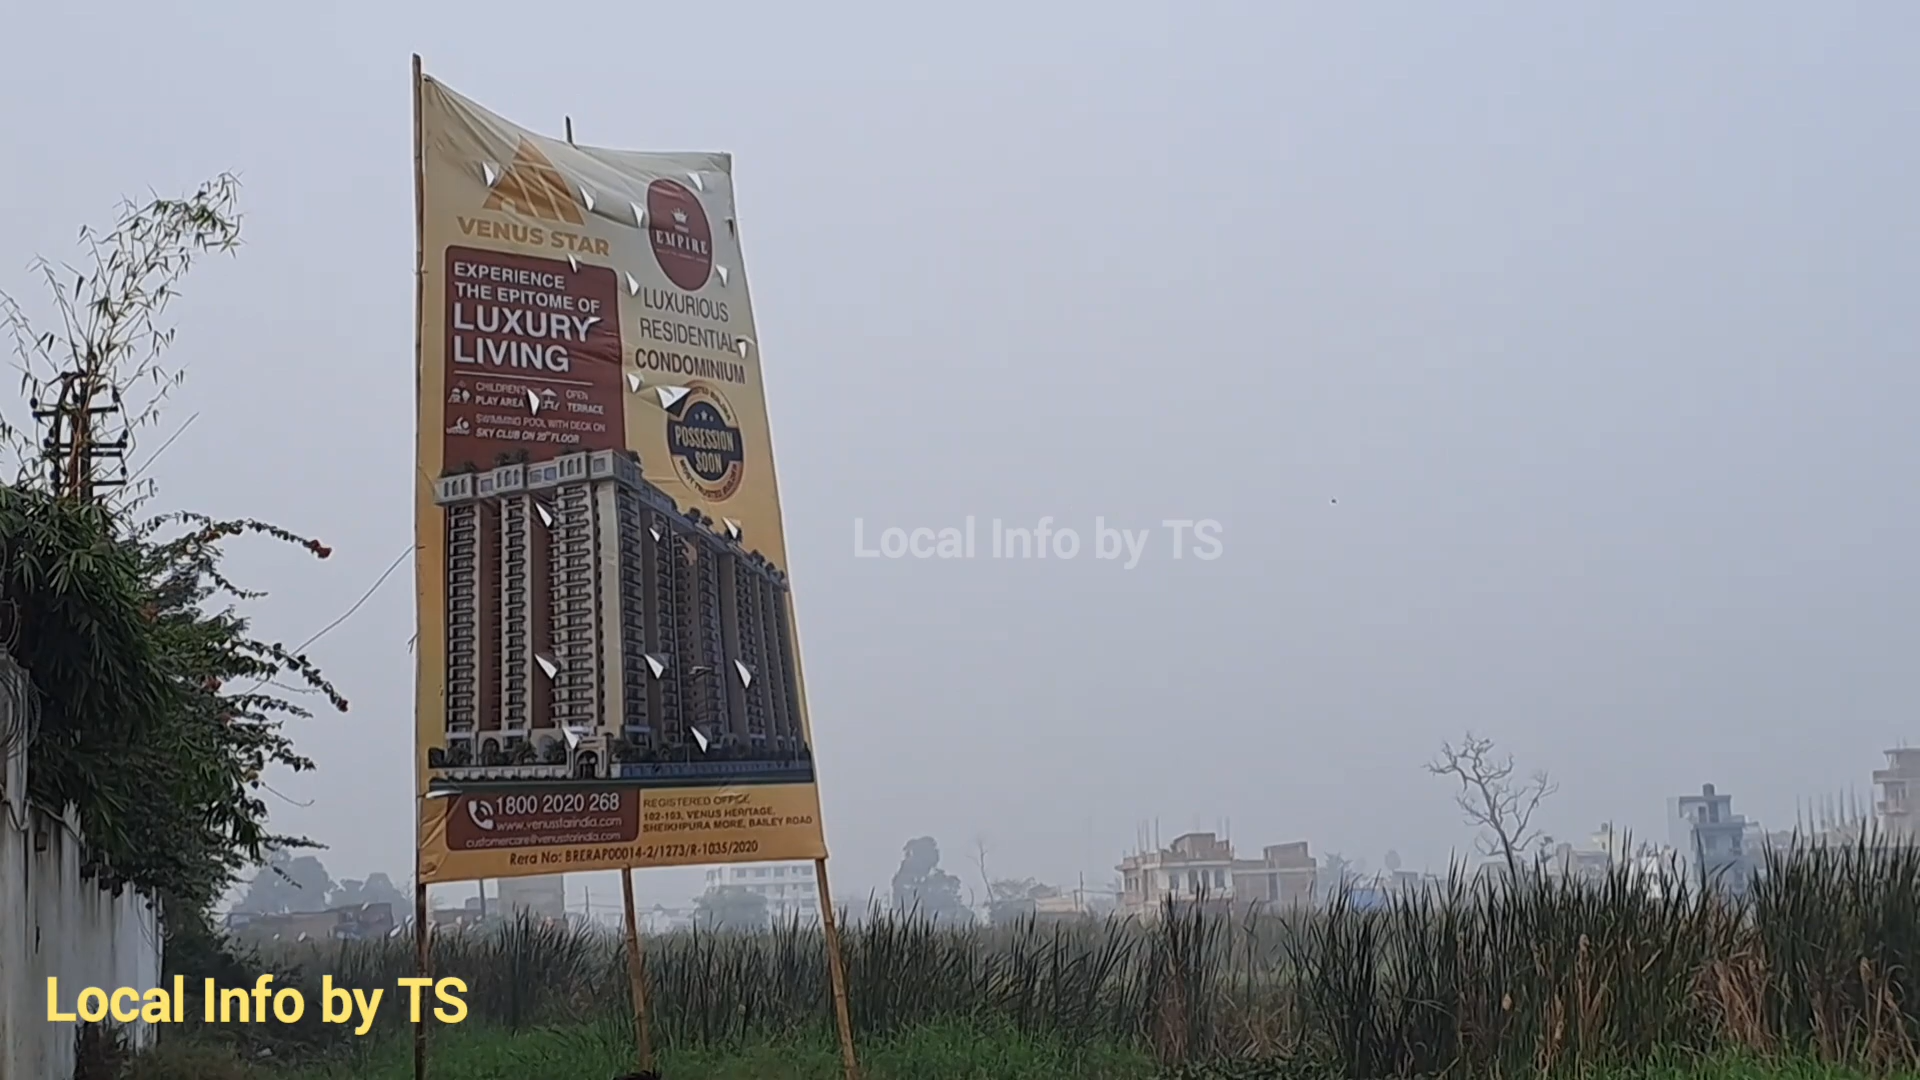 VENUS STAR
EMPIRE
EXPERIENCE
THE EPITOME OF
LUXURY
LIVING
LUXURIOUS
RESIDENTIAL
CONDOMINIUM
CHILDREN'S
PLAY AREA
OPEN
TERRACE
SWIMMING POOL WITH DECK ON
SKY CLUB ON 20TH FLOOR
POSSESSION
SOON
MOST TRUSTED BUILDER
1800 2020 268
www.venusstarindia.com
customercare@venusstarindia.com
REGISTERED OFFICE,
102-103, VENUS HERITAGE,
SHEIKHPURA MORE, BAILEY ROAD
Rera No: BRERAP00014-2/1273/R-1035/2020
Local Info by TS
Local Info by TS